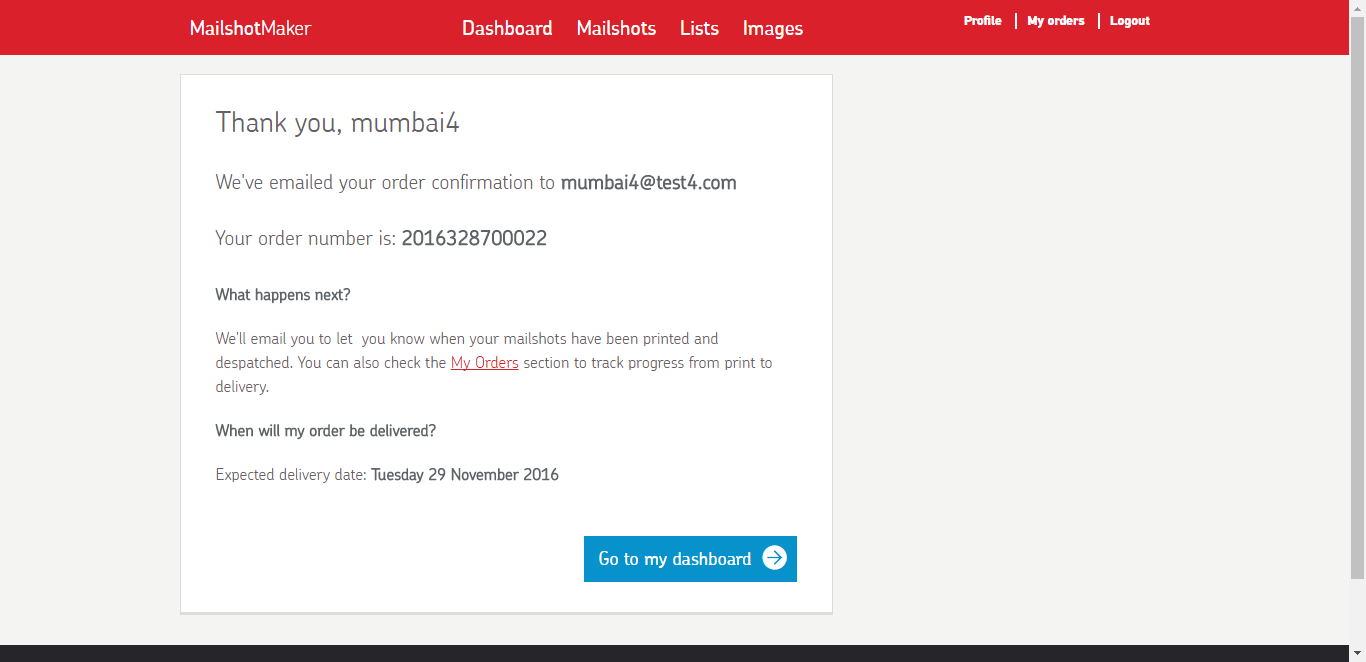 MailshotMaker
Dashboard Mailshots Lists Images
Profile My orders Logout
Thank you, mumbai4
We've emailed your order confirmation to mumbai4@test4.com
Your order number is: 2016328700022
What happens next?
We'll email you to let you know when your mailshots have been printed and
despatched. You can also check the My Orders section to track progress from print to
delivery.
When will my order be delivered?
Expected delivery date: Tuesday 29 November 2016
Go to my dashboard